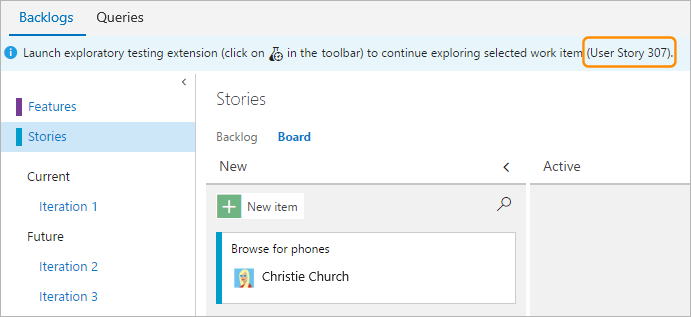 Backlogs Queries
Launch exploratory testing extension (click on in the toolbar) to continue exploring selected work item (User Story 307).
Features
Stories
Current
Iteration 1
Future
Iteration 2
Iteration 3
Stories
Backlog Board
New Active
New item
Browse for phones
Christie Church